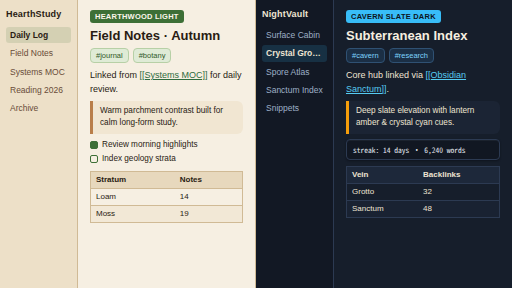 HearthStudy
Daily Log
Field Notes
Systems MOC
Reading 2026
Archive
HEARTHWOOD LIGHT
Field Notes · Autumn
#journal #botany
Linked from [[Systems MOC]] for daily
review.
Warm parchment contrast built for
calm long-form study.
Review morning highlights
Index geology strata
Stratum Notes
Loam 14
Moss 19
NightVault
Surface Cabin
Crystal Gro…
Spore Atlas
Sanctum Index
Snippets
CAVERN SLATE DARK
Subterranean Index
#cavern #research
Core hub linked via [[Obsidian
Sanctum]].
Deep slate elevation with lantern
amber & crystal cyan cues.
streak: 14 days • 6,240 words
Vein Backlinks
Grotto 32
Sanctum 48